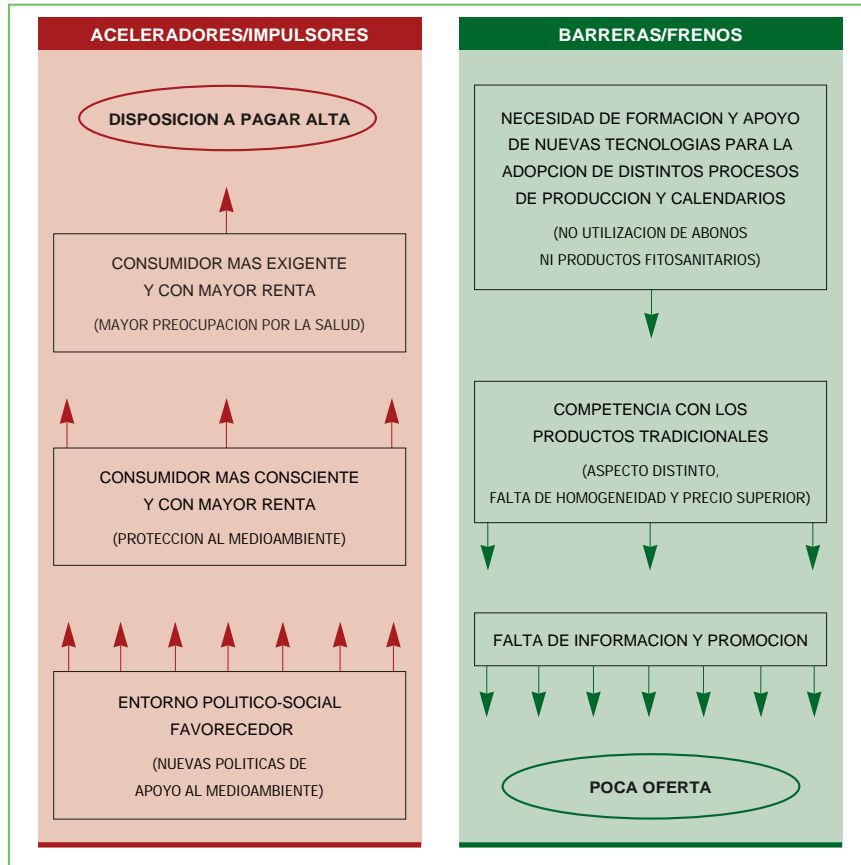 ACELERADORES/IMPULSORES
DISPOSICION A PAGAR ALTA
CONSUMIDOR MAS EXIGENTE
Y CON MAYOR RENTA
(MAYOR PREOCUPACION POR LA SALUD)
CONSUMIDOR MAS CONSCIENTE
Y CON MAYOR RENTA
(PROTECCION AL MEDIOAMBIENTE)
ENTORNO POLITICO-SOCIAL
FAVORECEDOR
(NUEVAS POLITICAS DE
APOYO AL MEDIOAMBIENTE)
BARRERAS/FRENOS
NECESIDAD DE FORMACION Y APOYO
DE NUEVAS TECNOLOGIAS PARA LA
ADOPCION DE DISTINTOS PROCESOS
DE PRODUCCION Y CALENDARIOS
(NO UTILIZACION DE ABONOS
NI PRODUCTOS FITOSANITARIOS)
COMPETENCIA CON LOS
PRODUCTOS TRADICIONALES
(ASPECTO DISTINTO,
FALTA DE HOMOGENEIDAD Y PRECIO SUPERIOR)
FALTA DE INFORMACION Y PROMOCION
POCA OFERTA